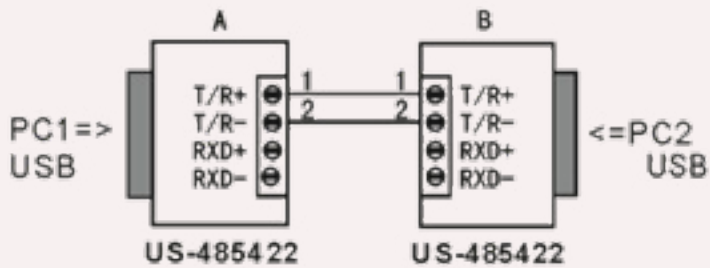 A B
1 1
T/R+ T/R+
2 2
T/R- T/R-
PC1=> <=PC2
RXD+ RXD+
USB USB
RXD- RXD-
US-485422 US-485422